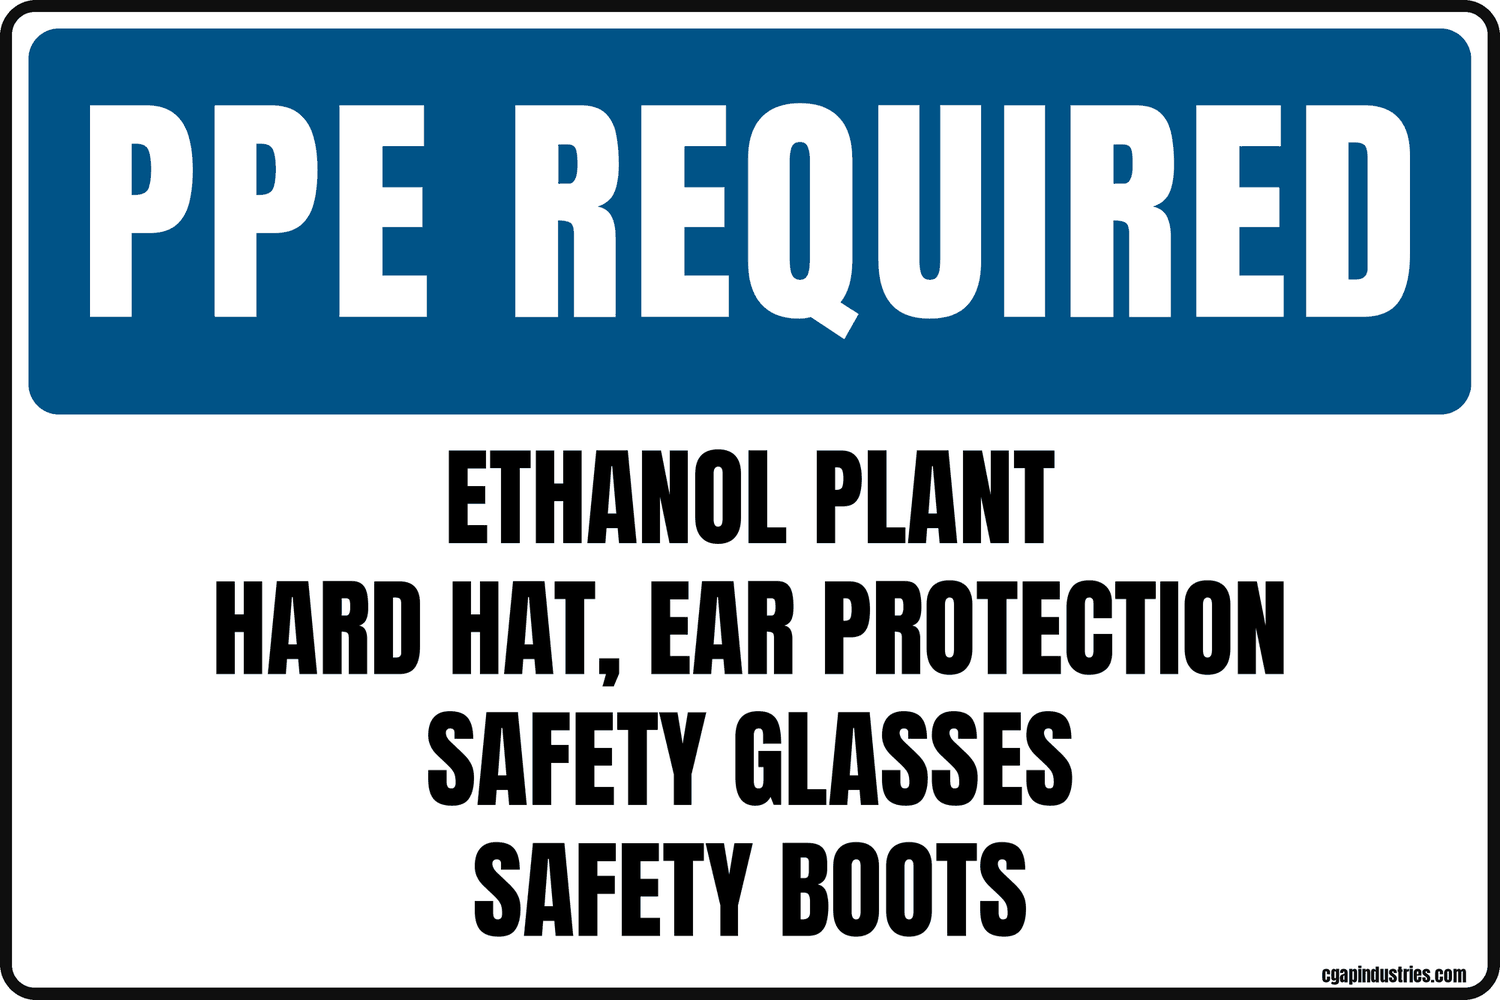 PPE REQUIRED
ETHANOL PLANT
HARD HAT, EAR PROTECTION
SAFETY GLASSES
SAFETY BOOTS
cgapindustries.com